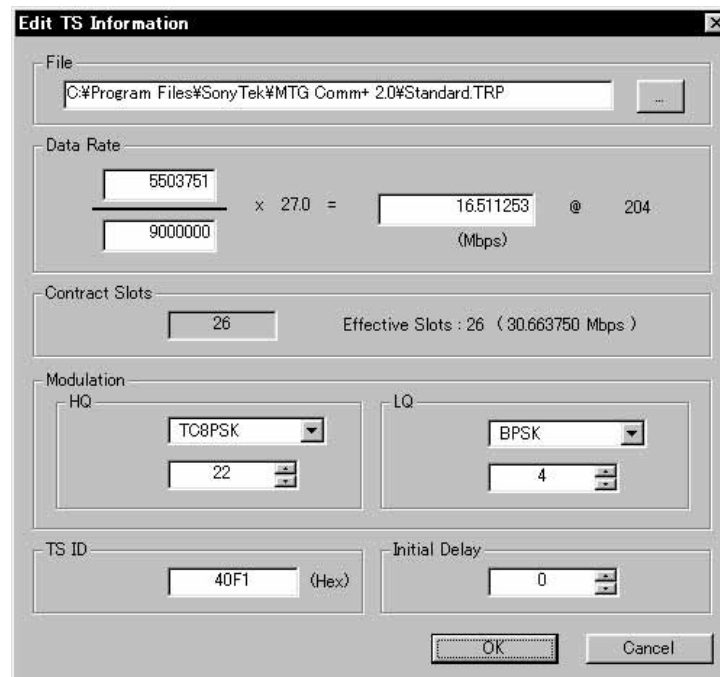 Edit TS Information
File
C:¥Program Files¥SonyTek¥MTG Comm+ 2.0¥Standard.TRP
...
Data Rate
5503751
9000000
x 27.0 =
16.511253
(Mbps)
@ 204
Contract Slots
26
Effective Slots : 26 ( 30.663750 Mbps )
Modulation
HQ
TC8PSK
22
LQ
BPSK
4
TS ID
40F1
(Hex)
Initial Delay
0
OK
Cancel